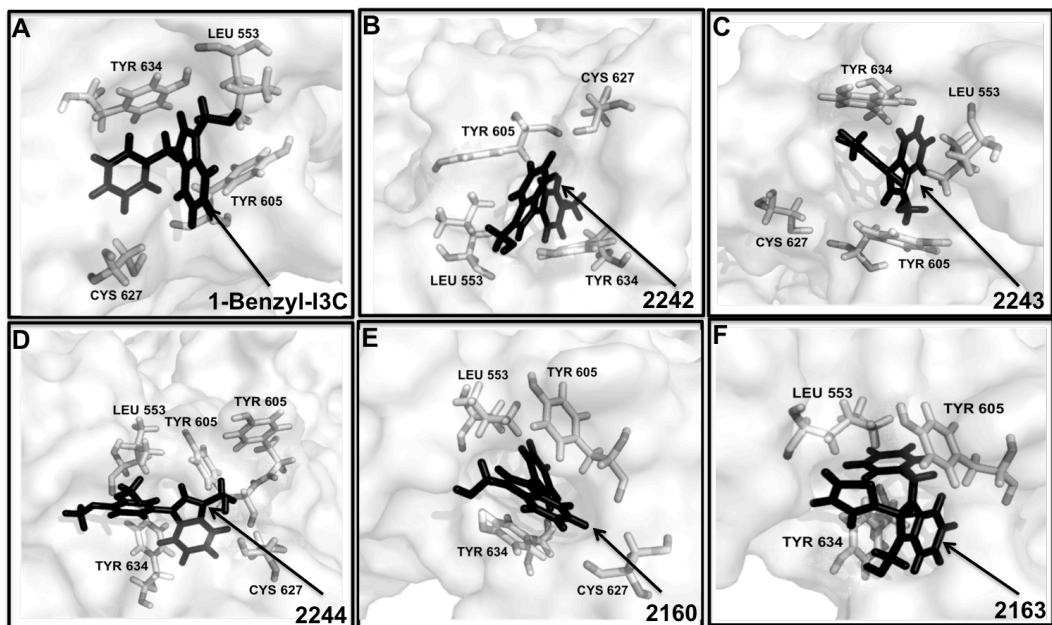 A
LEU 553
TYR 634
TYR 605
CYS 627
1-Benzyl-I3C
B
CYS 627
TYR 605
LEU 553
TYR 634
2242
C
TYR 634
LEU 553
CYS 627
TYR 605
2243
D
TYR 605
LEU 553
TYR 605
TYR 634
CYS 627
2244
E
LEU 553
TYR 605
TYR 634
CYS 627
2160
F
LEU 553
TYR 605
TYR 634
2163